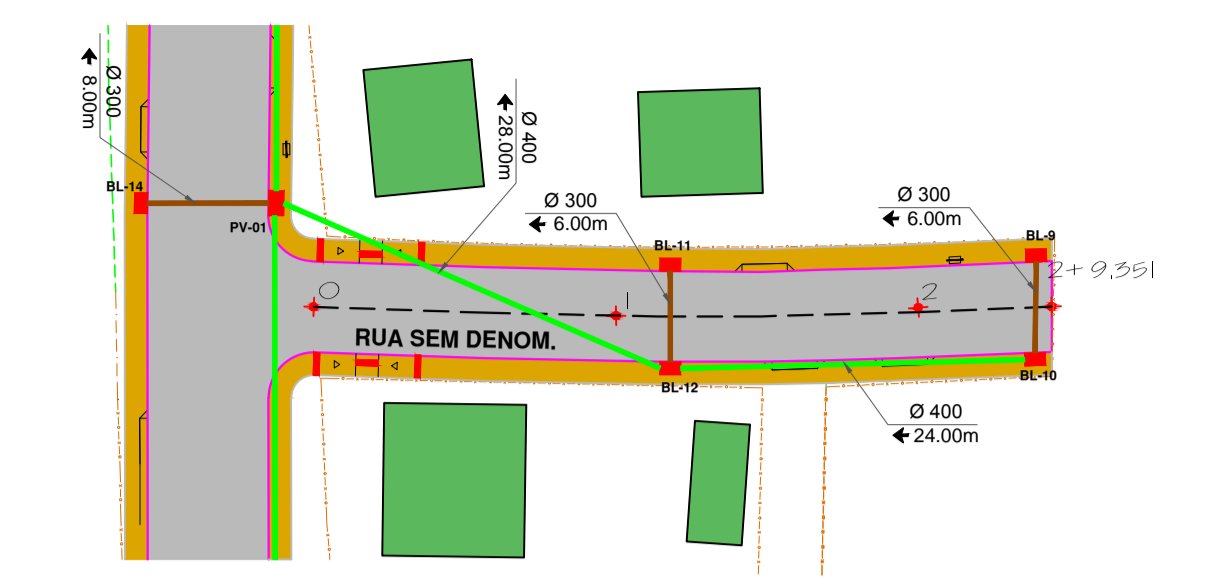 Ø 300
8.00m
BL-14
PV-01
Ø 400
28.00m
Ø 300
6.00m
BL-11
Ø 300
6.00m
BL-9
2+ 9,351
0
1
2
RUA SEM DENOM.
BL-12
BL-10
Ø 400
24.00m